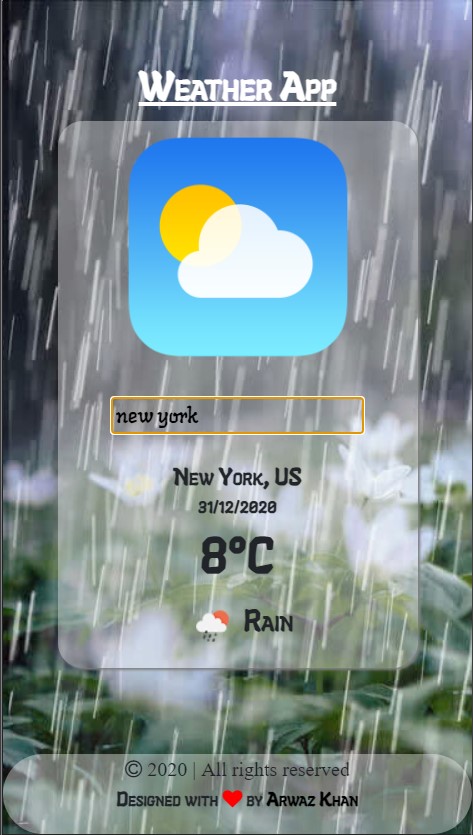 Weather App
new york
New York, US
31/12/2020
8°C
Rain
© 2020 | All rights reserved
Designed with ❤ by Arwaz Khan